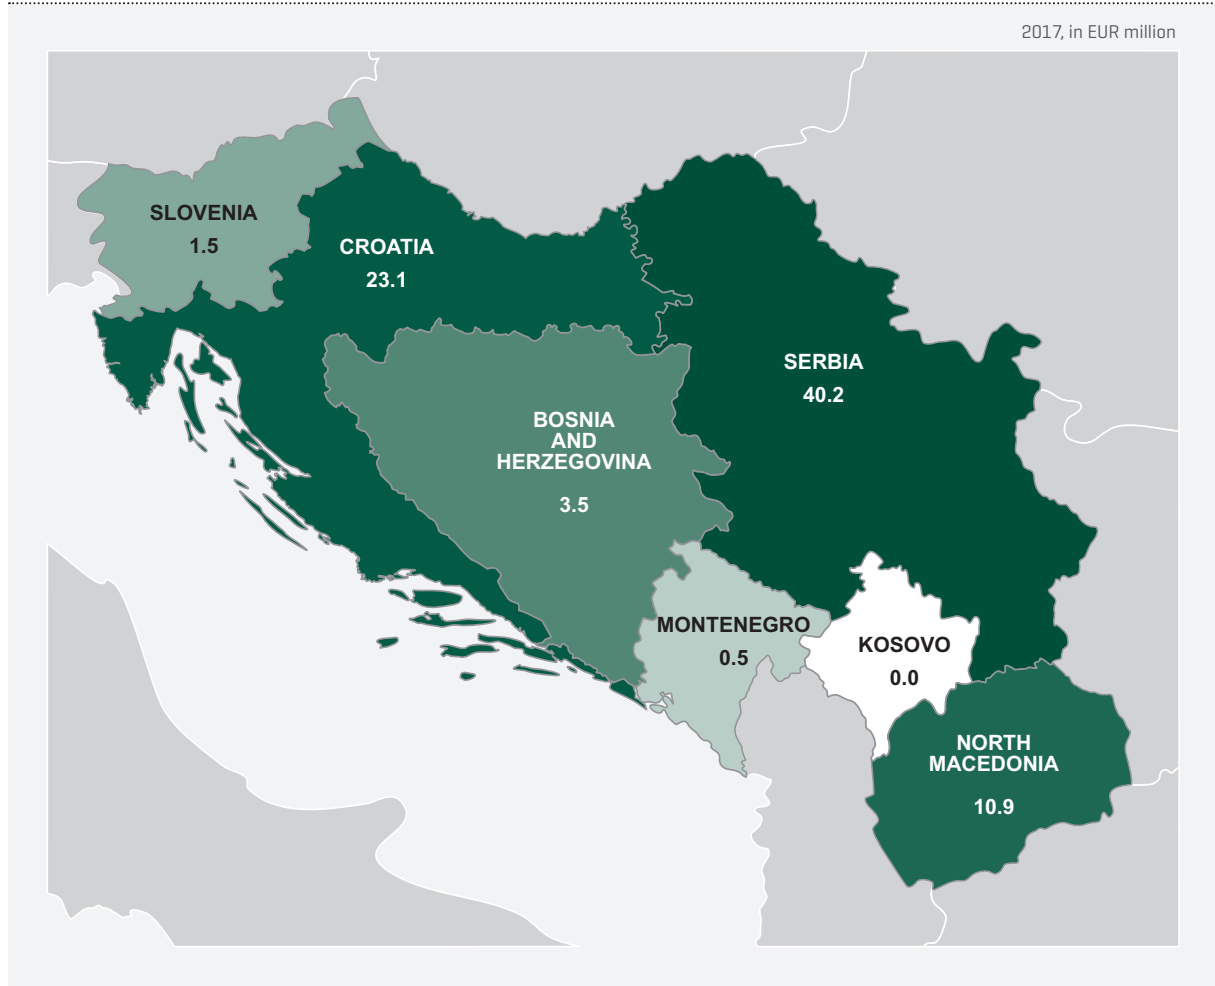 2017, in EUR million
SLOVENIA
1.5
CROATIA
23.1
SERBIA
40.2
BOSNIA
AND
HERZEGOVINA
3.5
MONTENEGRO
0.5
KOSOVO
0.0
NORTH
MACEDONIA
10.9